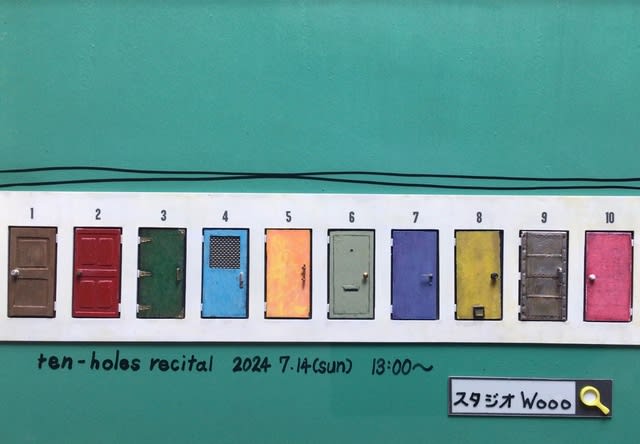 1 2 3 4 5 6 7 8 9 10
ten-holes recital 2024 7.14(sun) 13:00〜
スタジオWooo